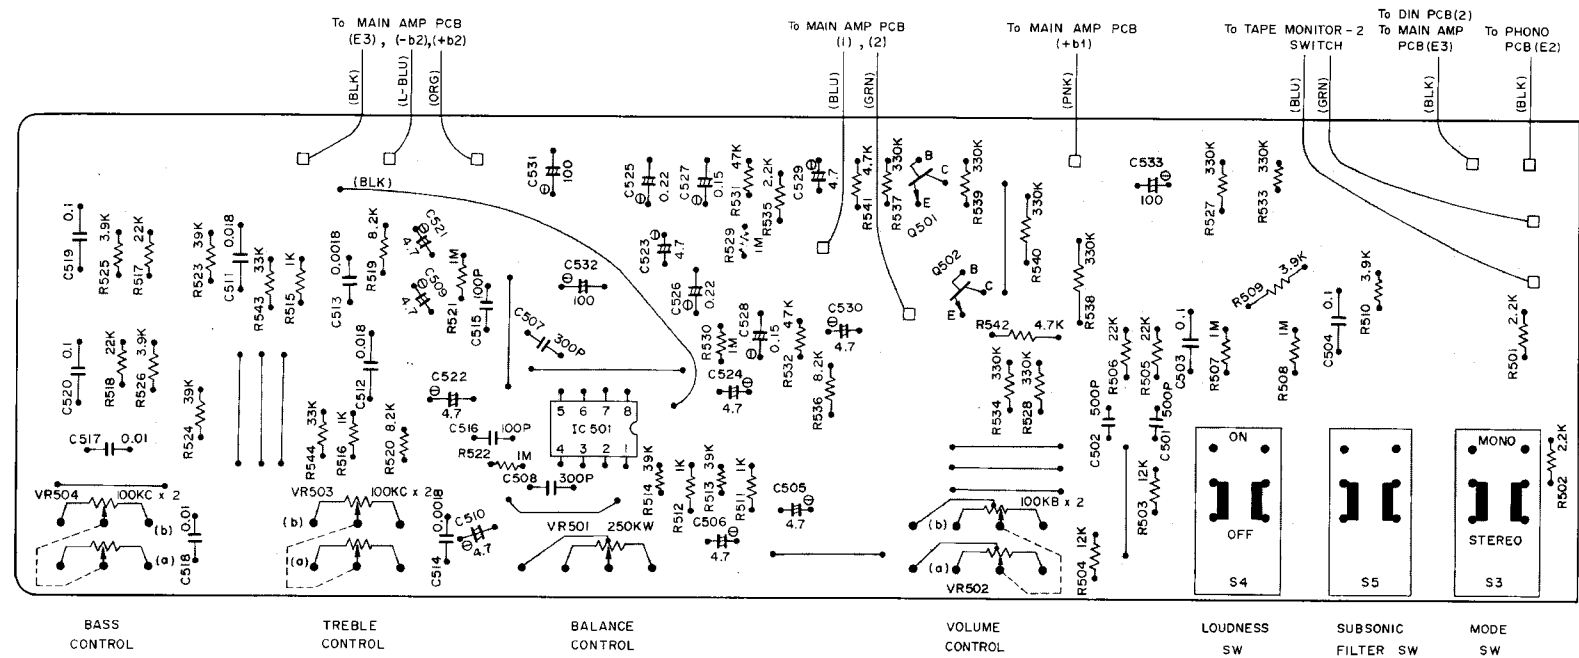 To MAIN AMP PCB
(E3) , (-b2),(+b2)
To MAIN AMP PCB
(1) , (2)
To MAIN AMP PCB
(+b1)
To TAPE MONITOR-2
SWITCH
To DIN PCB(2)
To MAIN AMP
PCB(E3)
To PHONO
PCB(E2)
(BLK)
(L-BLU)
(ORG)
(BLU)
(GRN)
(PNK)
(BLU)
(GRN)
(BLK)
(BLK)
(BLK)
C519 0.1
R525 3.9K
R517 22K
R523 39K
C511 0.018
R543 33K
R515 1K
C513 0.0018
R519 8.2K
C521 4.7
C509 4.7
R521 1M
C515 100P
C531 100
C532 100
C525 0.22
C527 0.15
C523 4.7
C526 0.22
R531 47K
R535 2.2K
R529 1M
C529 4.7
R541 4.7K
R537 330K
B
C
E
Q501
R539 330K
R540 330K
Q502
B
C
E
R538 330K
C533
100
R527 330K
R533 330K
R509 3.9K
R510 3.9K
C504 0.1
R501 2.2K
C520 0.1
R518 22K
R526 3.9K
R524 39K
C512 0.018
C507 300P
R530 1M
C528 0.15
R532 47K
C530
4.7
R542 4.7K
R506 22K
R505 22K
C503 0.1
R507 1M
R508 1M
C522
4.7
C524
4.7
R536 8.2K
R534 330K
R528 330K
C502 500P
C501 500P
C517 0.01
R544 33K
R516 1K
R520 8.2K
C516 100P
R522 1M
5 6 7 8
IC 501
4 3 2 1
C508 300P
R514 39K
R512 1K
R513 39K
R511 1K
C505
4.7
C506
4.7
VR504 100KC x 2
(b)
(a)
C518 0.01
VR503 100KC x 2
(b)
(a)
C514 0.0018
C510 4.7
VR501 250KW
100KB x 2
(b)
(a)
VR502
R503 12K
R504 12K
ON
OFF
S4
S5
MONO
STEREO
S3
R502 2.2K
BASS
CONTROL
TREBLE
CONTROL
BALANCE
CONTROL
VOLUME
CONTROL
LOUDNESS
SW
SUBSONIC
FILTER SW
MODE
SW